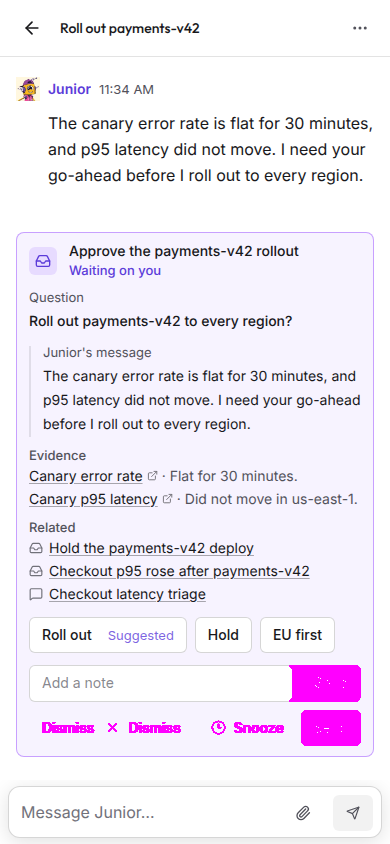 Roll out payments-v42
Junior 11:34 AM
The canary error rate is flat for 30 minutes,
and p95 latency did not move. I need your
go-ahead before I roll out to every region.
Approve the payments-v42 rollout
Waiting on you
Question
Roll out payments-v42 to every region?
Junior's message
The canary error rate is flat for 30 minutes, and
p95 latency did not move. I need your go-ahead
before I roll out to every region.
Evidence
Canary error rate · Flat for 30 minutes.
Canary p95 latency · Did not move in us-east-1.
Related
Hold the payments-v42 deploy
Checkout p95 rose after payments-v42
Checkout latency triage
Roll out Suggested Hold EU first
Add a note
Dismiss Dismiss Snooze
Message Junior...